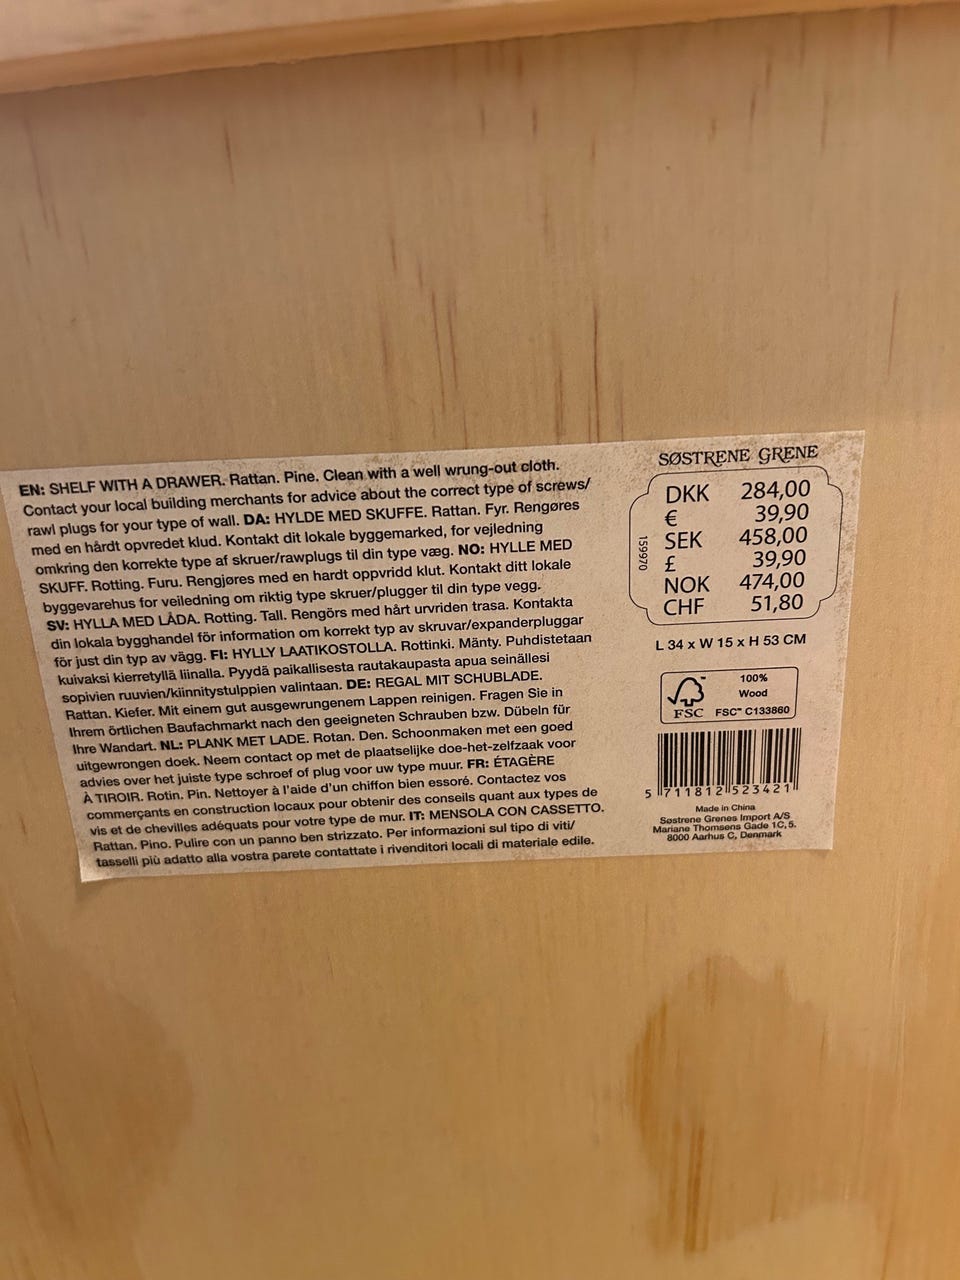 EN: SHELF WITH A DRAWER. Rattan. Pine. Clean with a well wrung-out cloth.
Contact your local building merchants for advice about the correct type of screws/
rawl plugs for your type of wall. DA: HYLDE MED SKUFFE. Rattan. Fyr. Rengøres
med en hårdt opvredet klud. Kontakt dit lokale byggemarked, for vejledning
omkring den korrekte type af skruer/rawplugs til din type væg. NO: HYLLE MED
SKUFF. Rotting. Furu. Rengjøres med en hardt oppvridd klut. Kontakt ditt lokale
byggevarehus for veiledning om riktig type skruer/plugger til din type vegg.
SV: HYLLA MED LÅDA. Rotting. Tall. Rengörs med hårt urvriden trasa. Kontakta
din lokala bygghandel för information om korrekt typ av skruvar/expanderpluggar
för just din typ av vägg. FI: HYLLY LAATIKOSTOLLA. Rottinki. Mänty. Puhdistetaan
kuivaksi kierretyllä liinalla. Pyydä paikallisesta rautakaupasta apua seinällesi
sopivien ruuvien/kiinnitystulppien valintaan. DE: REGAL MIT SCHUBLADE.
Rattan. Kiefer. Mit einem gut ausgewrungenem Lappen reinigen. Fragen Sie in
Ihrem örtlichen Baufachmarkt nach den geeigneten Schrauben bzw. Dübeln für
Ihre Wandart. NL: PLANK MET LADE. Rotan. Den. Schoonmaken met een goed
uitgewrongen doek. Neem contact op met de plaatselijke doe-het-zelfzaak voor
advies over het juiste type schroef of plug voor uw type muur. FR: ÉTAGÈRE
À TIROIR. Rotin. Pin. Nettoyer à l'aide d'un chiffon bien essoré. Contactez vos
commerçants en construction locaux pour obtenir des conseils quant aux types de
vis et de chevilles adéquats pour votre type de mur. IT: MENSOLA CON CASSETTO.
Rattan. Pino. Pulire con un panno ben strizzato. Per informazioni sul tipo di viti/
tasselli più adatto alla vostra parete contattate i rivenditori locali di materiale edile.
SØSTRENE GRENE
DKK 284,00
€ 39,90
SEK 458,00
£ 39,90
NOK 474,00
CHF 51,80
159970
L 34 x W 15 x H 53 CM
100%
Wood
FSC™ C133860
FSC
5 711812 523421
Made in China
Søstrene Grenes Import A/S
Mariane Thomsens Gade 1C, 5.
8000 Aarhus C, Denmark